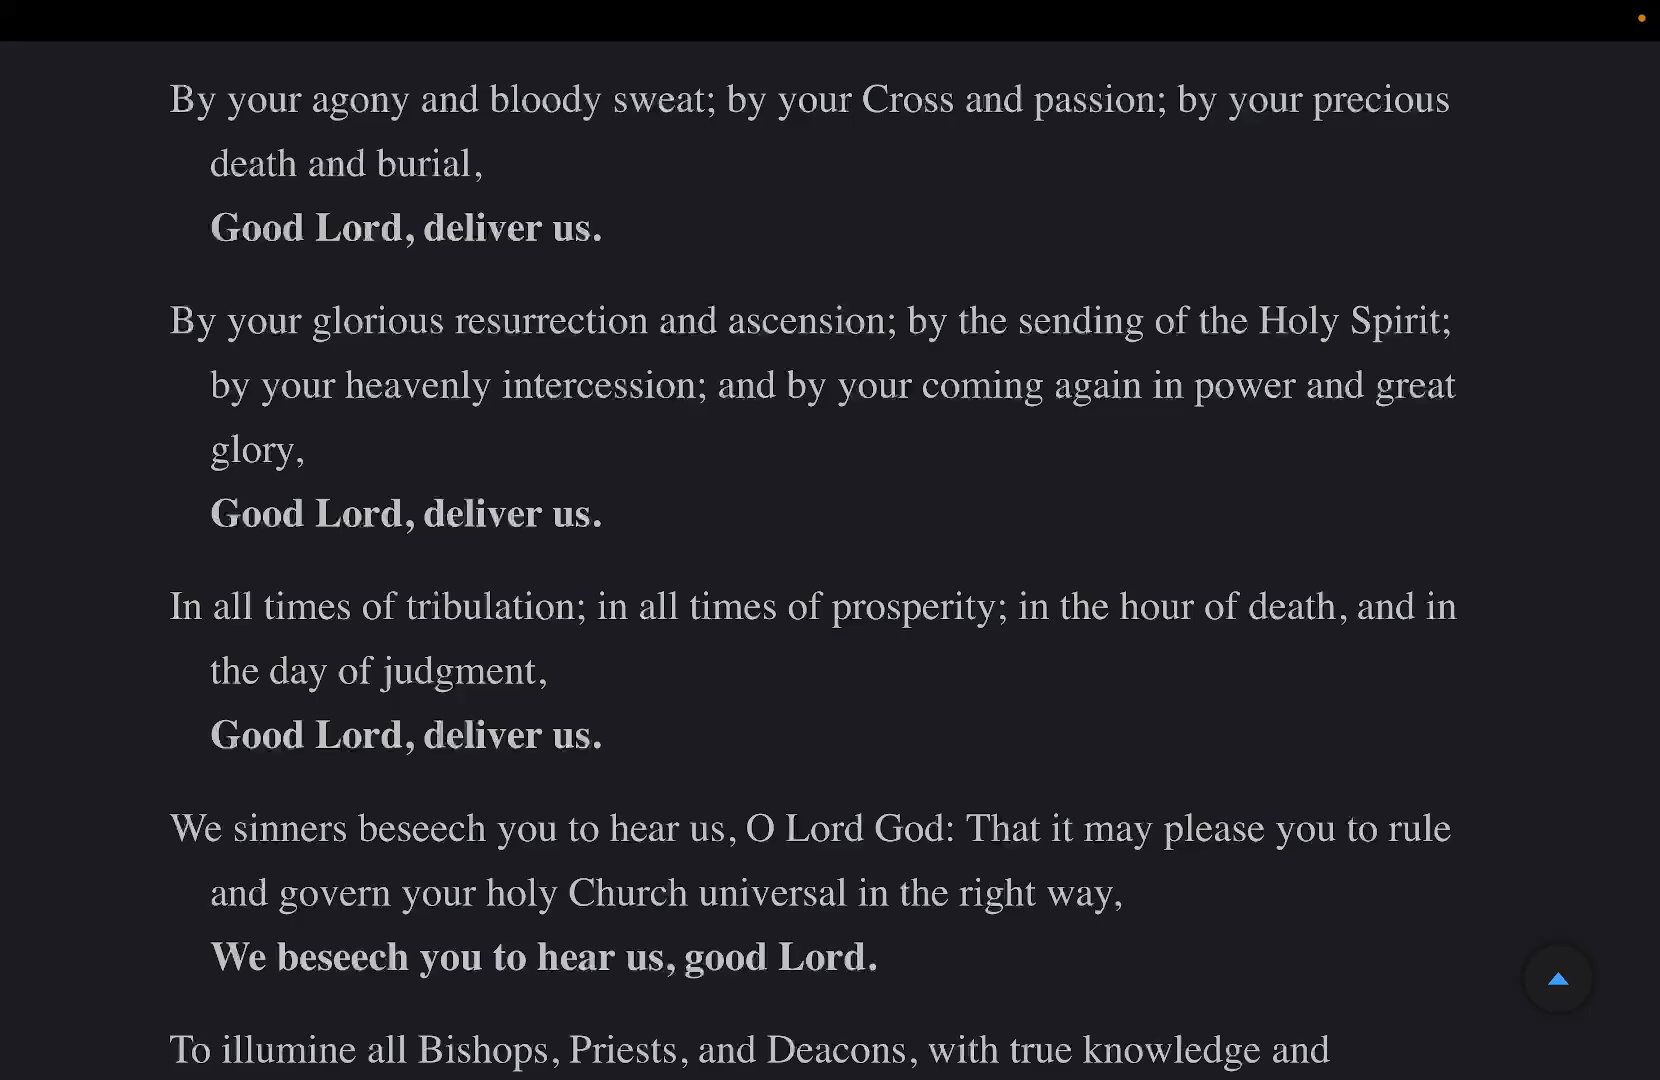 By your agony and bloody sweat; by your Cross and passion; by your precious
death and burial,
Good Lord, deliver us.
By your glorious resurrection and ascension; by the sending of the Holy Spirit;
by your heavenly intercession; and by your coming again in power and great
glory,
Good Lord, deliver us.
In all times of tribulation; in all times of prosperity; in the hour of death, and in
the day of judgment,
Good Lord, deliver us.
We sinners beseech you to hear us, O Lord God: That it may please you to rule
and govern your holy Church universal in the right way,
We beseech you to hear us, good Lord.
To illumine all Bishops, Priests, and Deacons, with true knowledge and